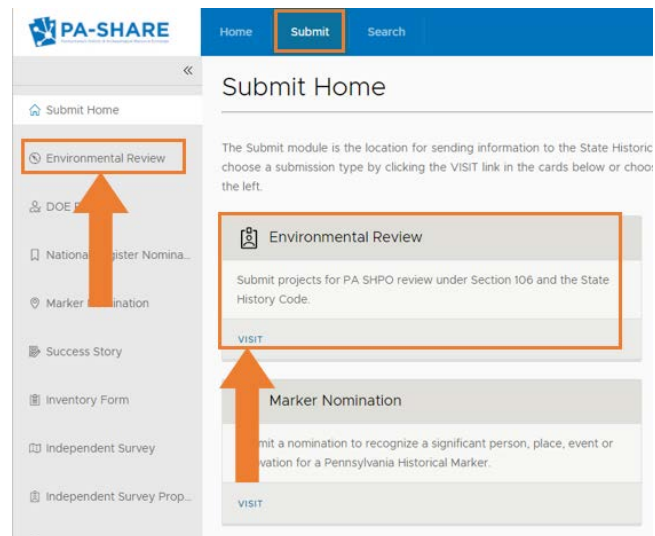 PA-SHARE
Home Submit Search
«
Submit Home
Environmental Review
DOE
National gister Nomina...
Marker ination
Success Story
Inventory Form
Independent Survey
Independent Survey Prop...
Submit Home
The Submit module is the location for sending information to the State Historic
choose a submission type by clicking the VISIT link in the cards below or choos
the left.
Environmental Review
Submit projects for PA SHPO review under Section 106 and the State
History Code.
VISIT
Marker Nomination
mit a nomination to recognize a significant person, place, event or
vation for a Pennsylvania Historical Marker.
VISIT